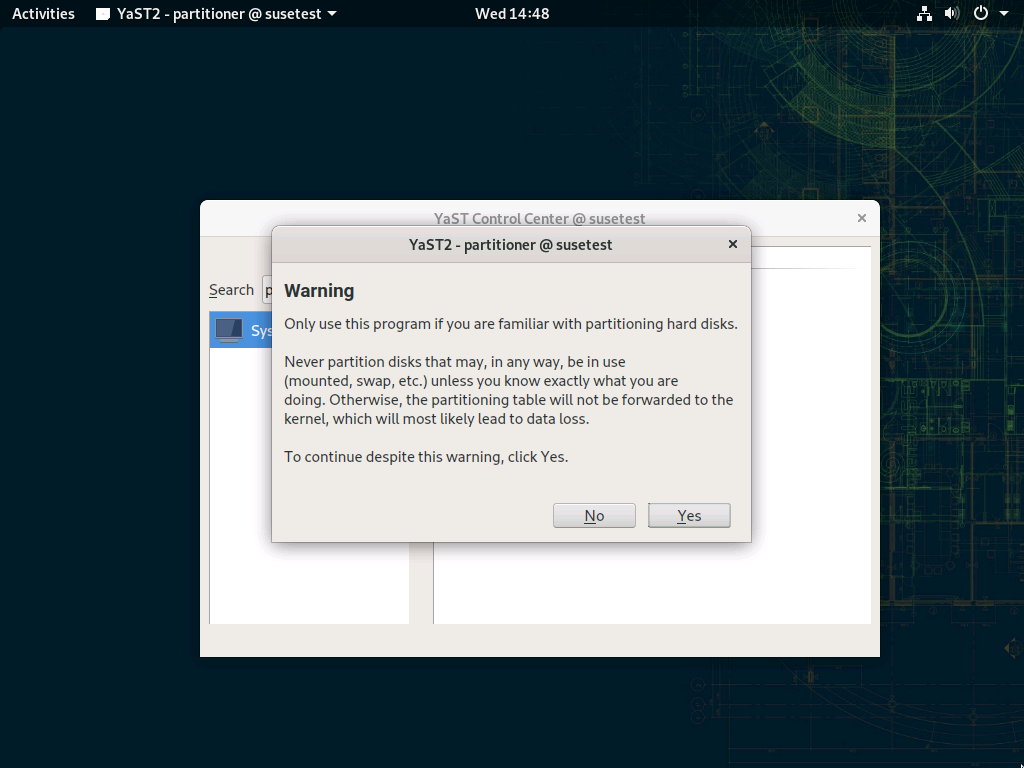 Activities YaST2 - partitioner @ susetest Wed 14:48
YaST Control Center @ susetest
YaST2 - partitioner @ susetest
Search p
Sys
Warning
Only use this program if you are familiar with partitioning hard disks.
Never partition disks that may, in any way, be in use
(mounted, swap, etc.) unless you know exactly what you are
doing. Otherwise, the partitioning table will not be forwarded to the
kernel, which will most likely lead to data loss.
To continue despite this warning, click Yes.
No Yes